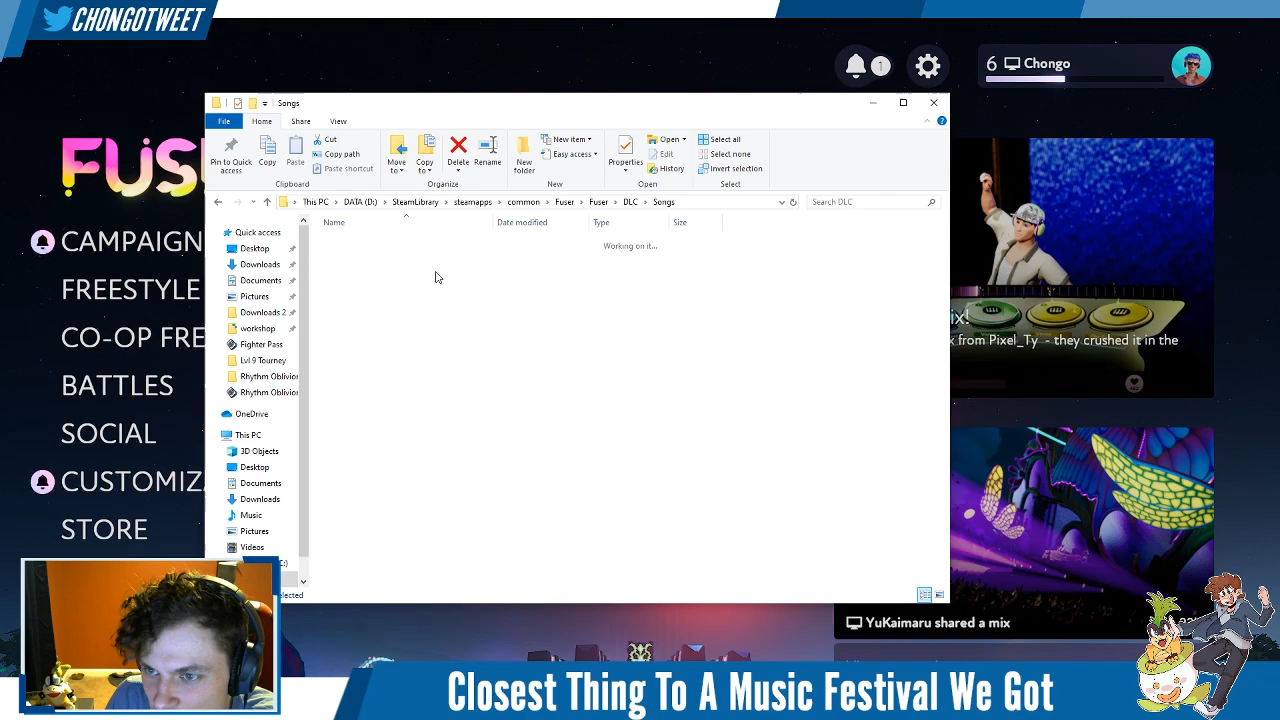 CHONGOTWEET
1
6 Chongo
Songs
File Home Share View
Pin to Quick access
Copy
Paste
Cut
Copy path
Paste shortcut
Clipboard
Move to
Copy to
Delete
Rename
Organize
New folder
New item
Easy access
New
Properties
Open
Edit
History
Open
Select all
Select none
Invert selection
Select
This PC > DATA (D:) > SteamLibrary > steamapps > common > Fuser > Fuser > DLC > Songs
Search DLC
Name Date modified Type Size
Working on it...
Quick access
Desktop
Downloads
Documents
Pictures
Downloads 2
workshop
Fighter Pass
Lvl 9 Tourney
Rhythm Oblivion
Rhythm Oblivion
OneDrive
This PC
3D Objects
Desktop
Documents
Downloads
Music
Pictures
Videos
CAMPAIGN
FREESTYLE
CO-OP FRE
BATTLES
SOCIAL
CUSTOMIZ
STORE
ix!
x from Pixel_Ty - they crushed it in the
YuKaimaru shared a mix
Closest Thing To A Music Festival We Got